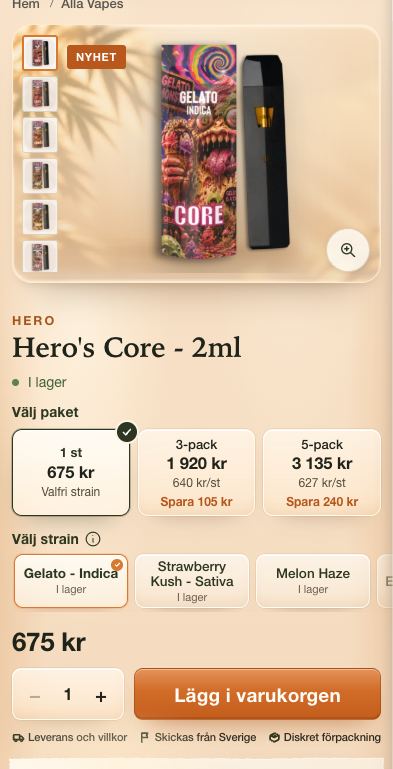 Hem / Alla Vapes
NYHET
GELATO
INDICA
CORE
HERO
Hero's Core - 2ml
I lager
Välj paket
1 st
675 kr
Valfri strain
3-pack
1 920 kr
640 kr/st
Spara 105 kr
5-pack
3 135 kr
627 kr/st
Spara 240 kr
Välj strain
Gelato - Indica
I lager
Strawberry
Kush - Sativa
I lager
Melon Haze
I lager
675 kr
− 1 +
Lägg i varukorgen
Leverans och villkor Skickas från Sverige Diskret förpackning